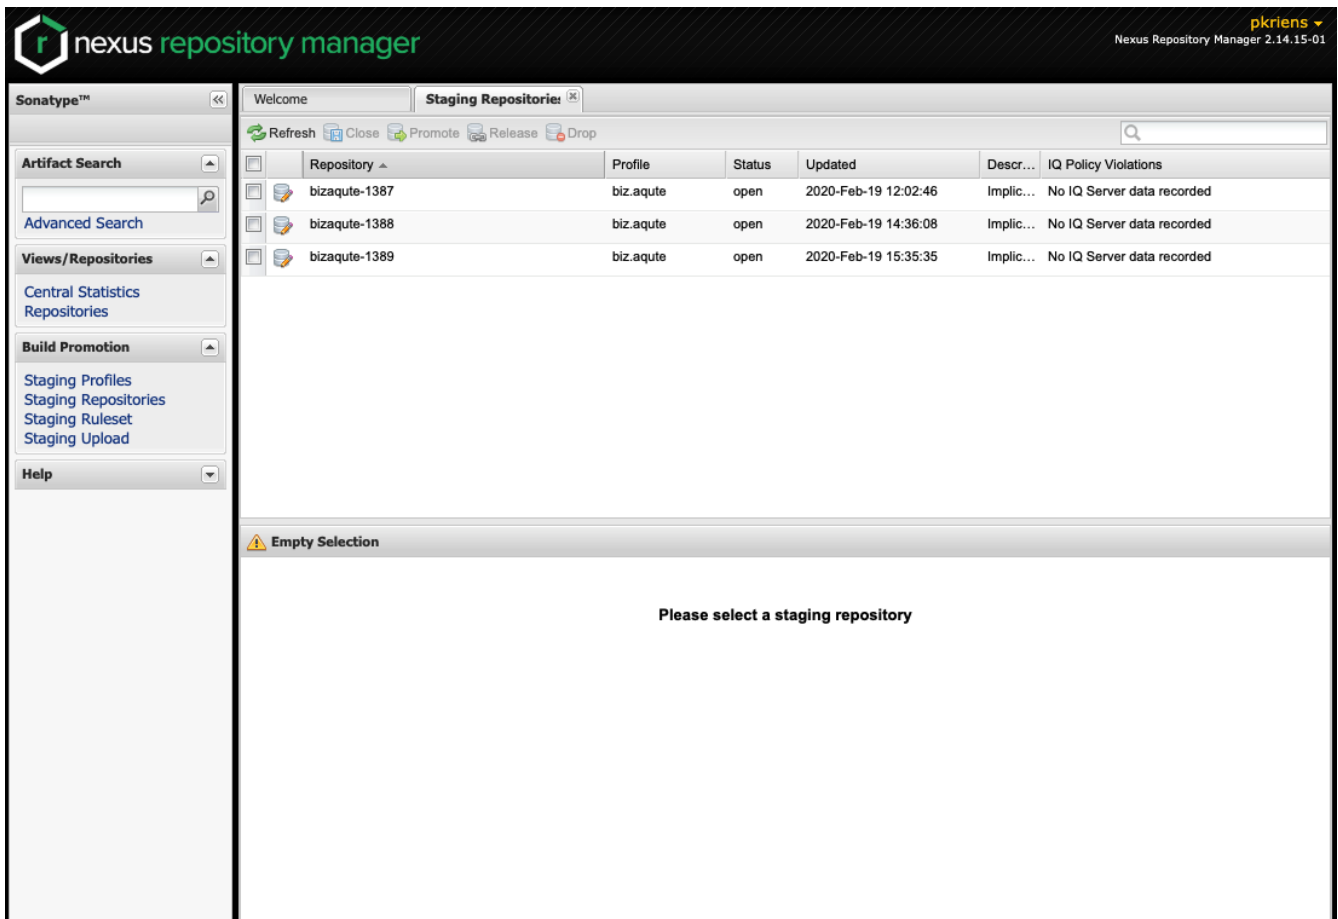 nexus repository manager
pkriens
Nexus Repository Manager 2.14.15-01
Sonatype™
Artifact Search
Advanced Search
Views/Repositories
Central Statistics
Repositories
Build Promotion
Staging Profiles
Staging Repositories
Staging Ruleset
Staging Upload
Help
Welcome Staging Repositories
Refresh Close Promote Release Drop
Repository Profile Status Updated Descr... IQ Policy Violations
bizaqute-1387 biz.aqute open 2020-Feb-19 12:02:46 Implic... No IQ Server data recorded
bizaqute-1388 biz.aqute open 2020-Feb-19 14:36:08 Implic... No IQ Server data recorded
bizaqute-1389 biz.aqute open 2020-Feb-19 15:35:35 Implic... No IQ Server data recorded
Empty Selection
Please select a staging repository